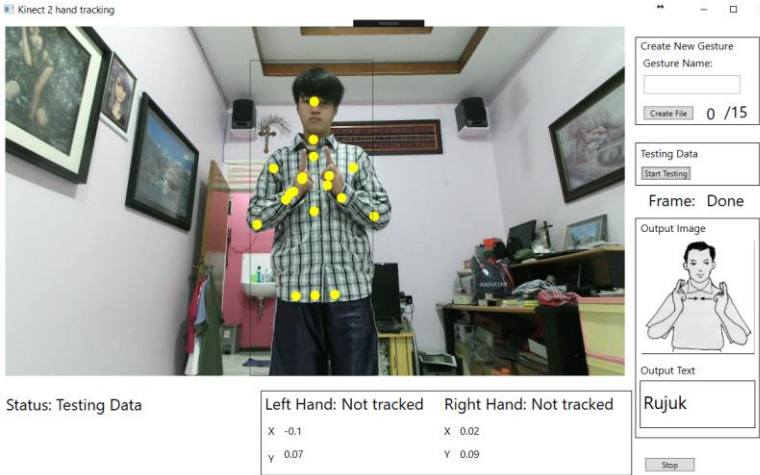 Kinect 2 hand tracking
Create New Gesture
Gesture Name:
Create File 0 /15
Testing Data
Start Testing
Frame: Done
Output Image
Output Text
Rujuk
Status: Testing Data
Left Hand: Not tracked Right Hand: Not tracked
X -0.1 X 0.02
Y 0.07 Y 0.09
Stop